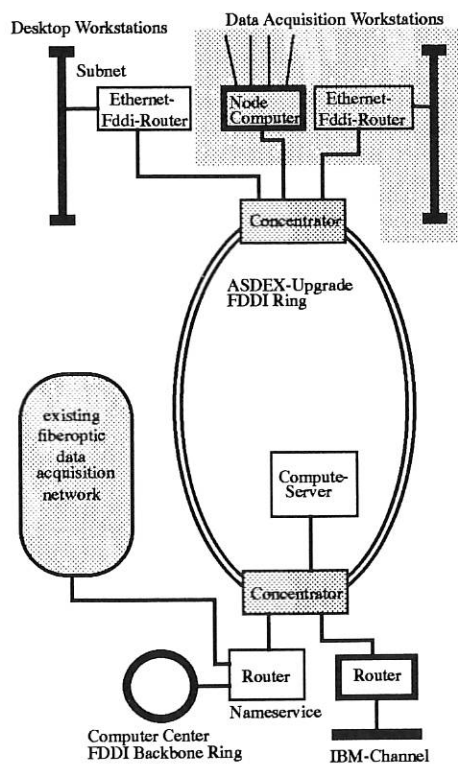 Data Acquisition Workstations
Desktop Workstations
Subnet
Ethernet-
Fddi-Router
Node
Computer
Ethernet-
Fddi-Router
Concentrator
ASDEX-Upgrade
FDDI Ring
existing
fiberoptic
data
acquisition
network
Compute-
Server
Concentrator
Router
Nameservice
Router
Computer Center
FDDI Backbone Ring
IBM-Channel